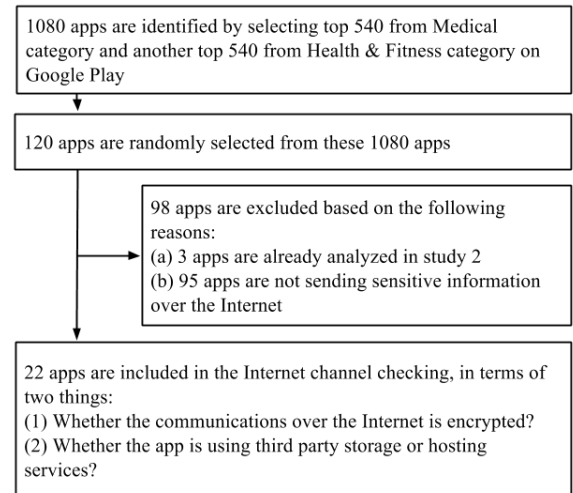 1080 apps are identified by selecting top 540 from Medical
category and another top 540 from Health & Fitness category on
Google Play
120 apps are randomly selected from these 1080 apps
98 apps are excluded based on the following
reasons:
(a) 3 apps are already analyzed in study 2
(b) 95 apps are not sending sensitive information
over the Internet
22 apps are included in the Internet channel checking, in terms of
two things:
(1) Whether the communications over the Internet is encrypted?
(2) Whether the app is using third party storage or hosting
services?